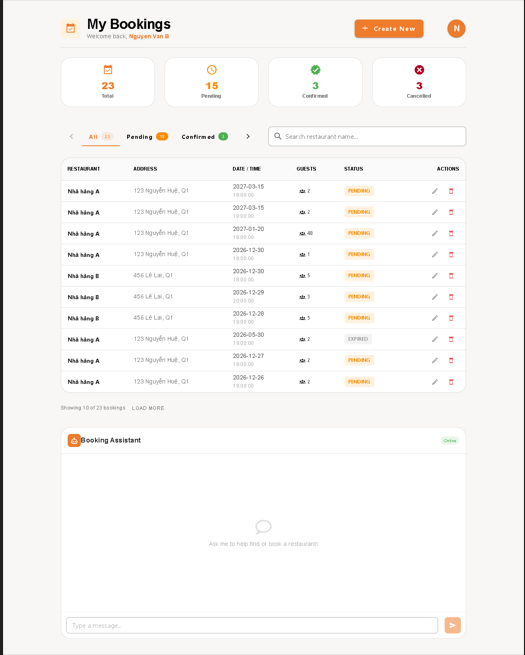 My Bookings
Welcome back, Nguyen Van B
+ Create New
N
23
Total
15
Pending
3
Confirmed
3
Cancelled
All 23
Pending 15
Confirmed 3
Search restaurant name...
RESTAURANT ADDRESS DATE / TIME GUESTS STATUS ACTIONS
Nhà hàng A 123 Nguyễn Huệ, Q1 2027-03-15 19:00:00 2 PENDING
Nhà hàng A 123 Nguyễn Huệ, Q1 2027-03-15 19:00:00 2 PENDING
Nhà hàng A 123 Nguyễn Huệ, Q1 2027-01-20 19:00:00 48 PENDING
Nhà hàng A 123 Nguyễn Huệ, Q1 2026-12-30 19:00:00 1 PENDING
Nhà hàng B 456 Lê Lai, Q1 2026-12-30 19:00:00 5 PENDING
Nhà hàng B 456 Lê Lai, Q1 2026-12-29 20:00:00 3 PENDING
Nhà hàng B 456 Lê Lai, Q1 2026-12-28 19:00:00 5 PENDING
Nhà hàng A 123 Nguyễn Huệ, Q1 2026-05-30 19:00:00 2 EXPIRED
Nhà hàng A 123 Nguyễn Huệ, Q1 2026-12-27 19:00:00 2 PENDING
Nhà hàng A 123 Nguyễn Huệ, Q1 2026-12-26 19:00:00 2 PENDING
Showing 10 of 23 bookings LOAD MORE
Booking Assistant
Online
Ask me to help find or book a restaurant!
Type a message...